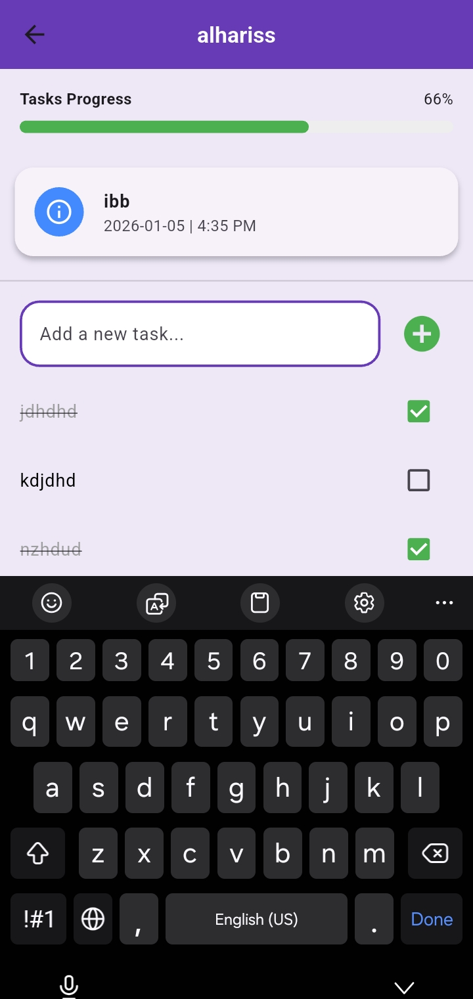 alhariss
Tasks Progress 66%
ibb
2026-01-05 | 4:35 PM
Add a new task...
jdhdhd
kdjdhd
nzhdud
1 2 3 4 5 6 7 8 9 0
q w e r t y u i o p
a s d f g h j k l
z x c v b n m
!#1 , English (US) . Done